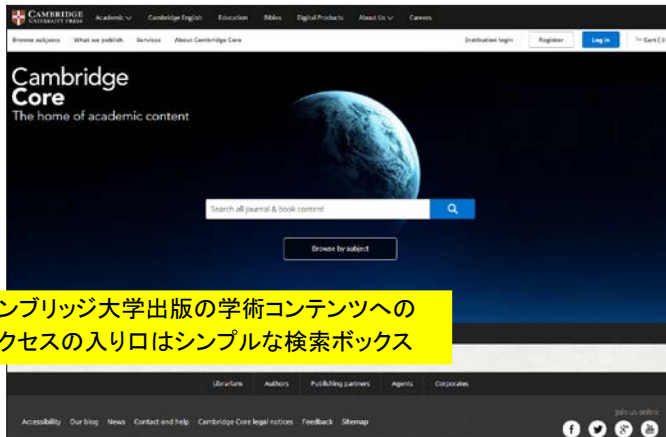 CAMBRIDGE UNIVERSITY PRESS Academic Cambridge English Education Bibles Digital Products About Us Careers
Browse subjects What we publish Services About Cambridge Core Institution login Register Log in Cart ( 0
Cambridge
Core
The home of academic content
Search all journal & book content
Browse by subject
ンブリッジ大学出版の学術コンテンツへの
クセスの入り口はシンプルな検索ボックス
Librarians Authors Publishing partners Agents Corporates
Join us online
Accessibility Our blog News Contact and help Cambridge Core legal notices Feedback Sitemap